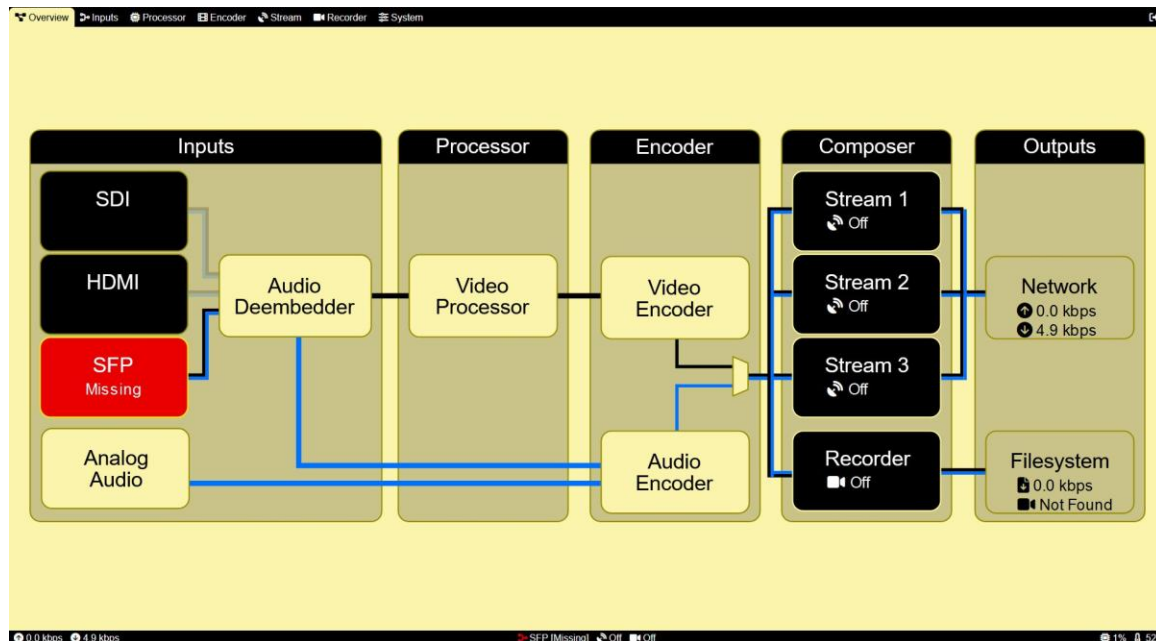 Overview Inputs Processor Encoder Stream Recorder System
Inputs
Processor
Encoder
Composer
Outputs
SDI
HDMI
SFP
Missing
Analog
Audio
Audio
Deembedder
Video
Processor
Video
Encoder
Audio
Encoder
Stream 1
Off
Stream 2
Off
Stream 3
Off
Recorder
Off
Network
0.0 kbps
4.9 kbps
Filesystem
0.0 kbps
Not Found
0.0 kbps 4.9 kbps SFP [Missing] Off Off 1% 52